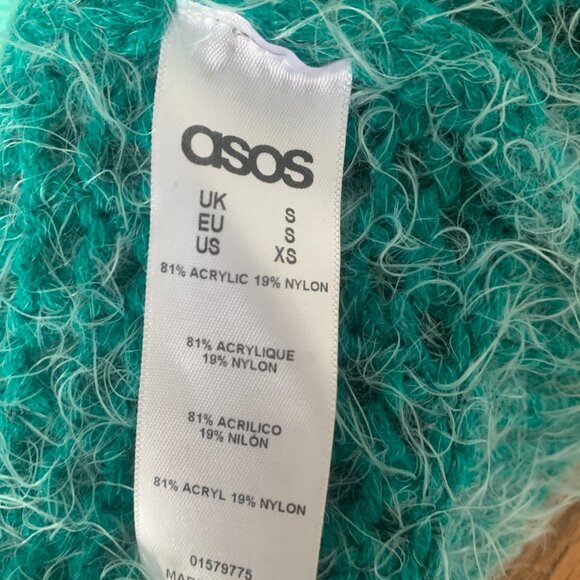 asos
UK S
EU S
US XS
81% ACRYLIC 19% NYLON
81% ACRYLIQUE
19% NYLON
81% ACRILICO
19% NILÓN
81% ACRYL 19% NYLON
01579775